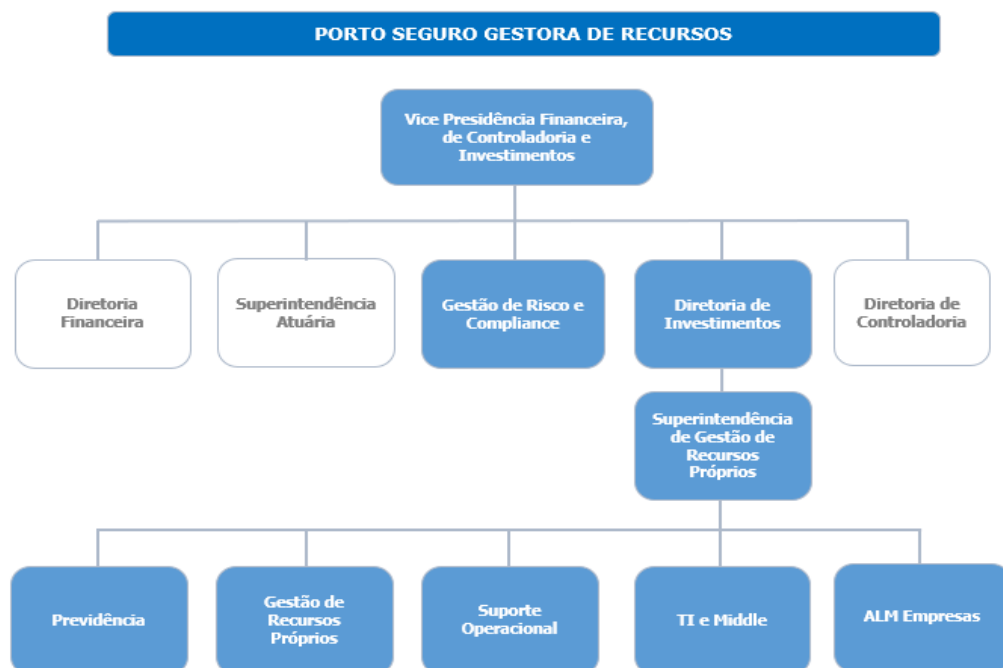 PORTO SEGURO GESTORA DE RECURSOS
Vice Presidência Financeira,
de Controladoria e
Investimentos
Diretoria
Financeira
Superintendência
Atuária
Gestão de Risco e
Compliance
Diretoria de
Investimentos
Diretoria de
Controladoria
Superintendência
de Gestão de
Recursos
Próprios
Previdência
Gestão de
Recursos
Próprios
Suporte
Operacional
TI e Middle
ALM Empresas